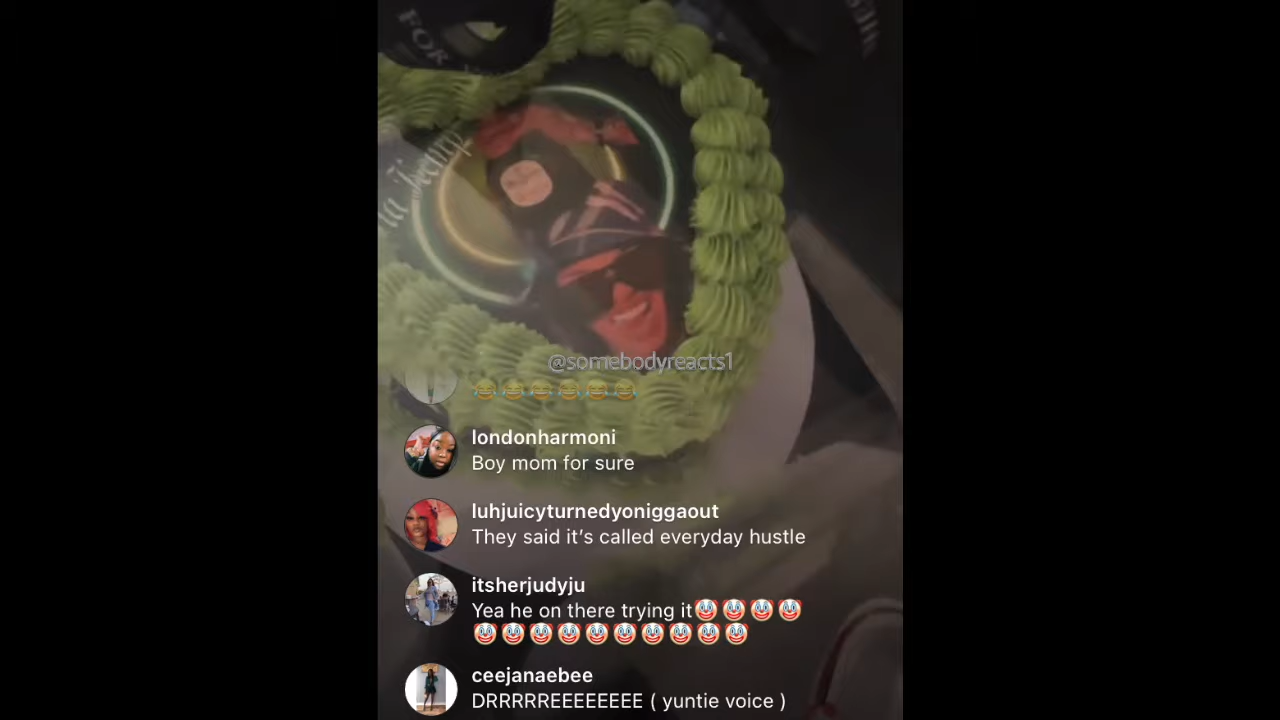 FOR
@somebodyreacts1
😂😂😂😂😂😂
londonharmoni
Boy mom for sure
luhjuicyturnedyoniggaout
They said it’s called everyday hustle
itsherjudyju
Yea he on there trying it🤡🤡🤡🤡
🤡🤡🤡🤡🤡🤡🤡🤡🤡🤡
ceejanaebee
DRRRRREEEEEEEE ( yuntie voice )